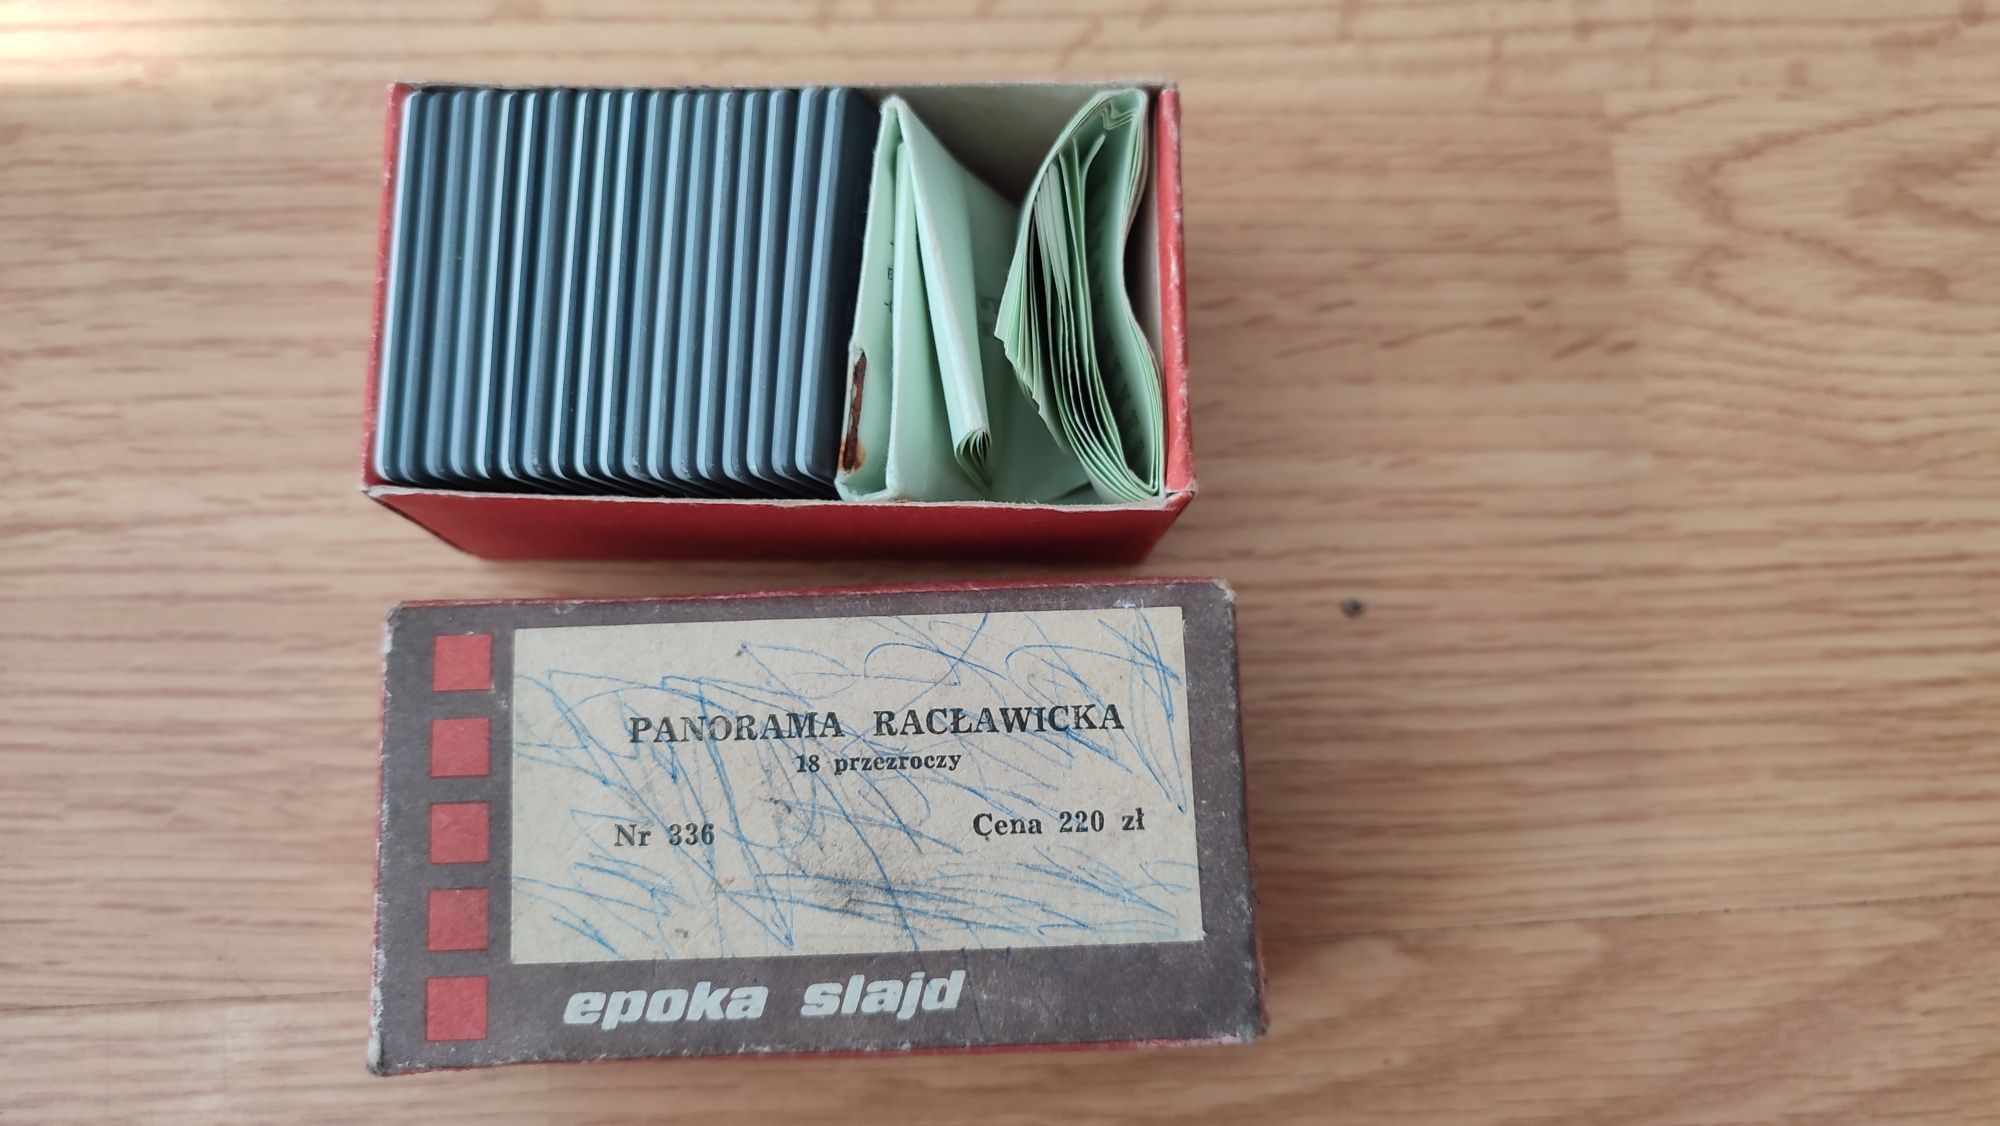 PANORAMA RACŁAWICKA
18 przezroczy
Nr 336 Cena 220 zł
epoka slajd